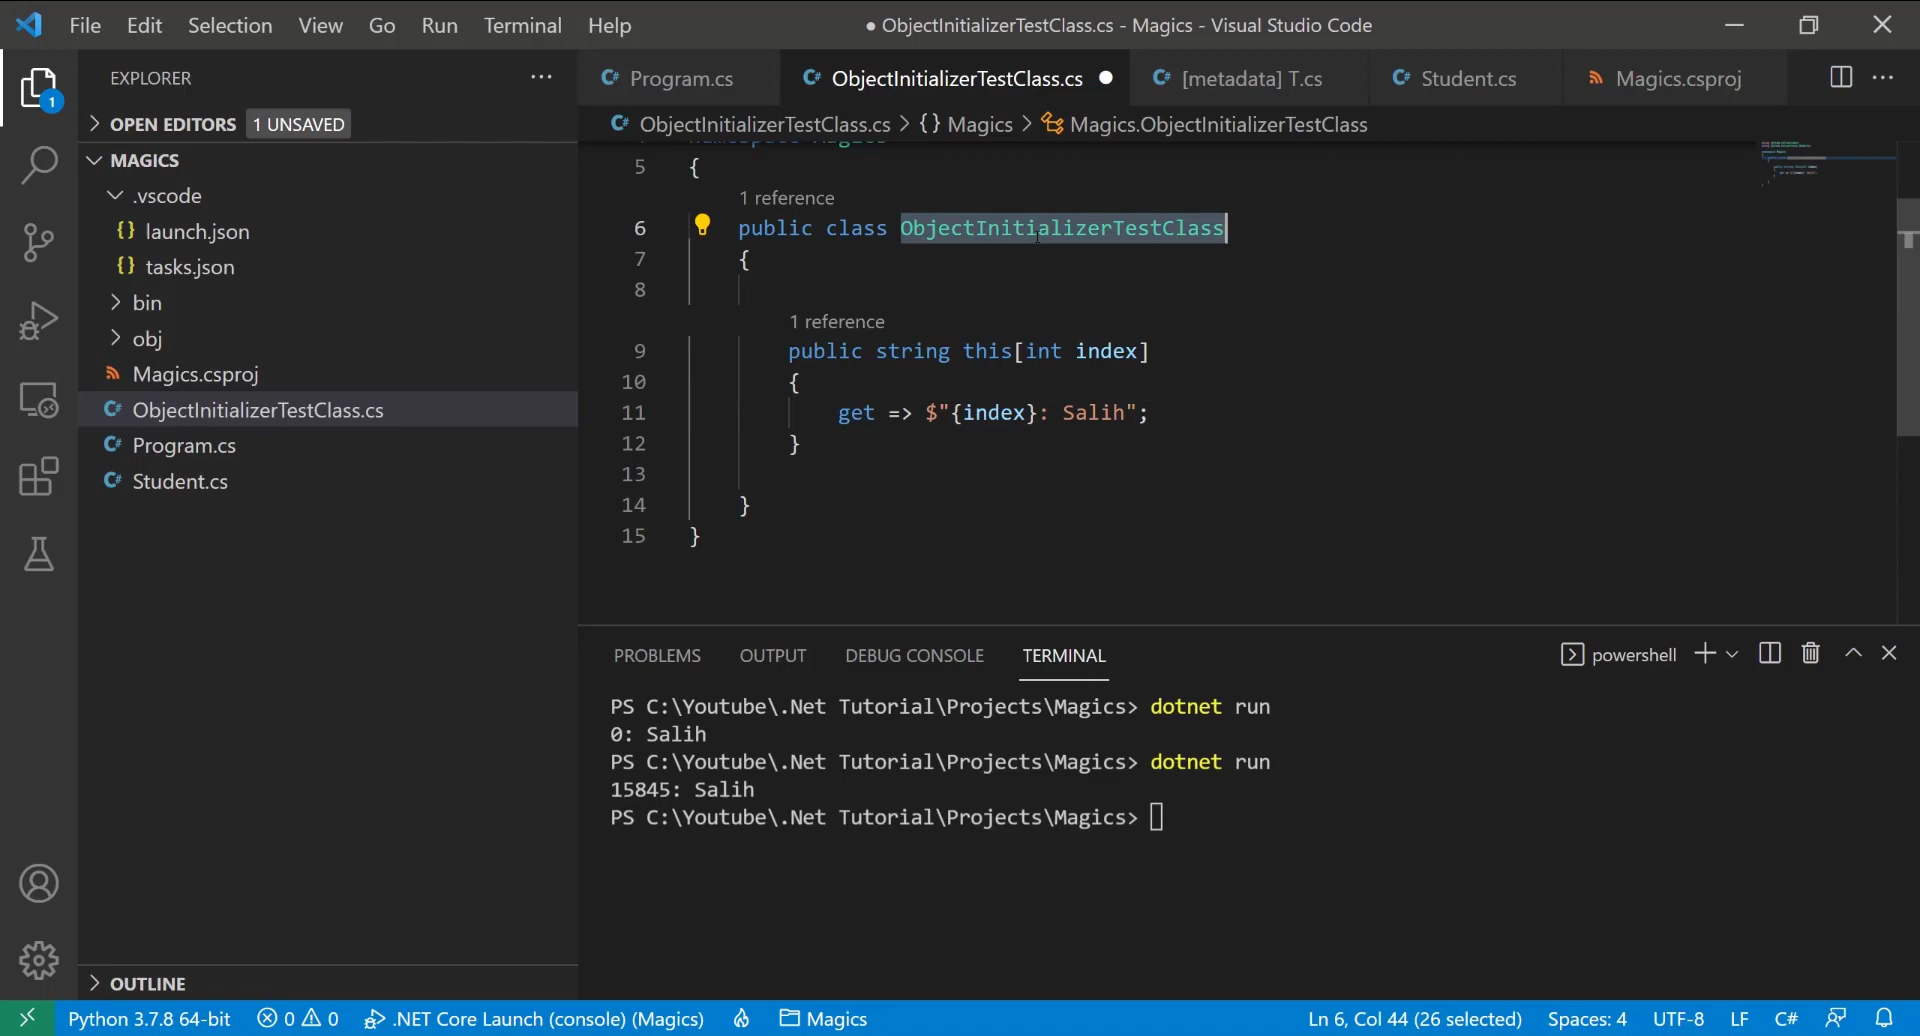 File Edit Selection View Go Run Terminal Help
● ObjectInitializerTestClass.cs - Magics - Visual Studio Code
EXPLORER
1
OPEN EDITORS 1 UNSAVED
MAGICS
.vscode
{} launch.json
{} tasks.json
bin
obj
Magics.csproj
C# ObjectInitializerTestClass.cs
C# Program.cs
C# Student.cs
OUTLINE
C# Program.cs C# ObjectInitializerTestClass.cs ● C# [metadata] T.cs C# Student.cs Magics.csproj
C# ObjectInitializerTestClass.cs > {} Magics > Magics.ObjectInitializerTestClass
5 {
1 reference
6 public class ObjectInitializerTestClass
7 {
8
1 reference
9 public string this[int index]
10 {
11 get => $"{index}: Salih";
12 }
13
14 }
15 }
PROBLEMS OUTPUT DEBUG CONSOLE TERMINAL
powershell
PS C:\Youtube\.Net Tutorial\Projects\Magics> dotnet run
0: Salih
PS C:\Youtube\.Net Tutorial\Projects\Magics> dotnet run
15845: Salih
PS C:\Youtube\.Net Tutorial\Projects\Magics>
Python 3.7.8 64-bit 0 0 .NET Core Launch (console) (Magics) Magics
Ln 6, Col 44 (26 selected) Spaces: 4 UTF-8 LF C#